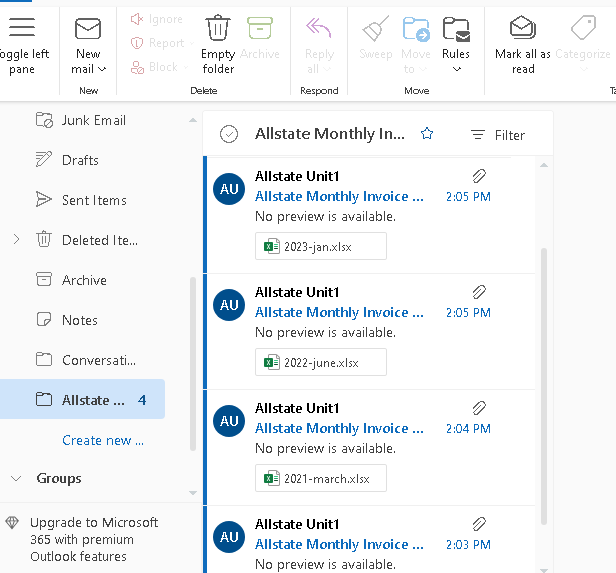 Toggle left
pane
New
mail
New
Ignore
Report
Block
Empty
folder
Archive
Delete
Reply
all
Respond
Sweep
Move
to
Rules
Move
Mark all as
read
Categorize
Junk Email
Drafts
Sent Items
Deleted Ite...
Archive
Notes
Conversati...
Allstate ... 4
Create new ...
Groups
Upgrade to Microsoft
365 with premium
Outlook features
Allstate Monthly In...
Filter
AU
Allstate Unit1
Allstate Monthly Invoice ... 2:05 PM
No preview is available.
2023-jan.xlsx
AU
Allstate Unit1
Allstate Monthly Invoice ... 2:05 PM
No preview is available.
2022-june.xlsx
AU
Allstate Unit1
Allstate Monthly Invoice ... 2:04 PM
No preview is available.
2021-march.xlsx
AU
Allstate Unit1
Allstate Monthly Invoice ... 2:03 PM
No preview is available.